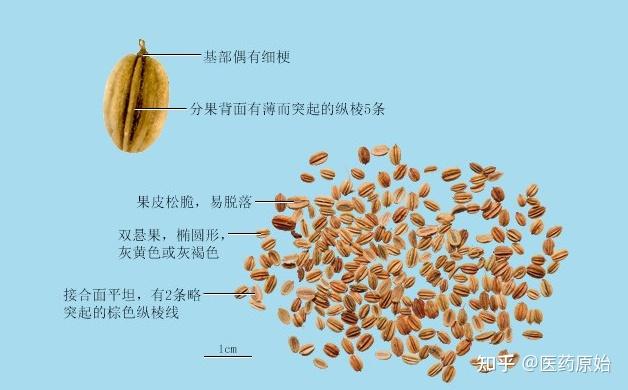 基部偶有细梗
分果背面有薄而突起的纵棱5条
果皮松脆，易脱落
双悬果，椭圆形，
灰黄色或灰褐色
接合面平坦，有2条略
突起的棕色纵棱线
1cm
知乎 @医药原始